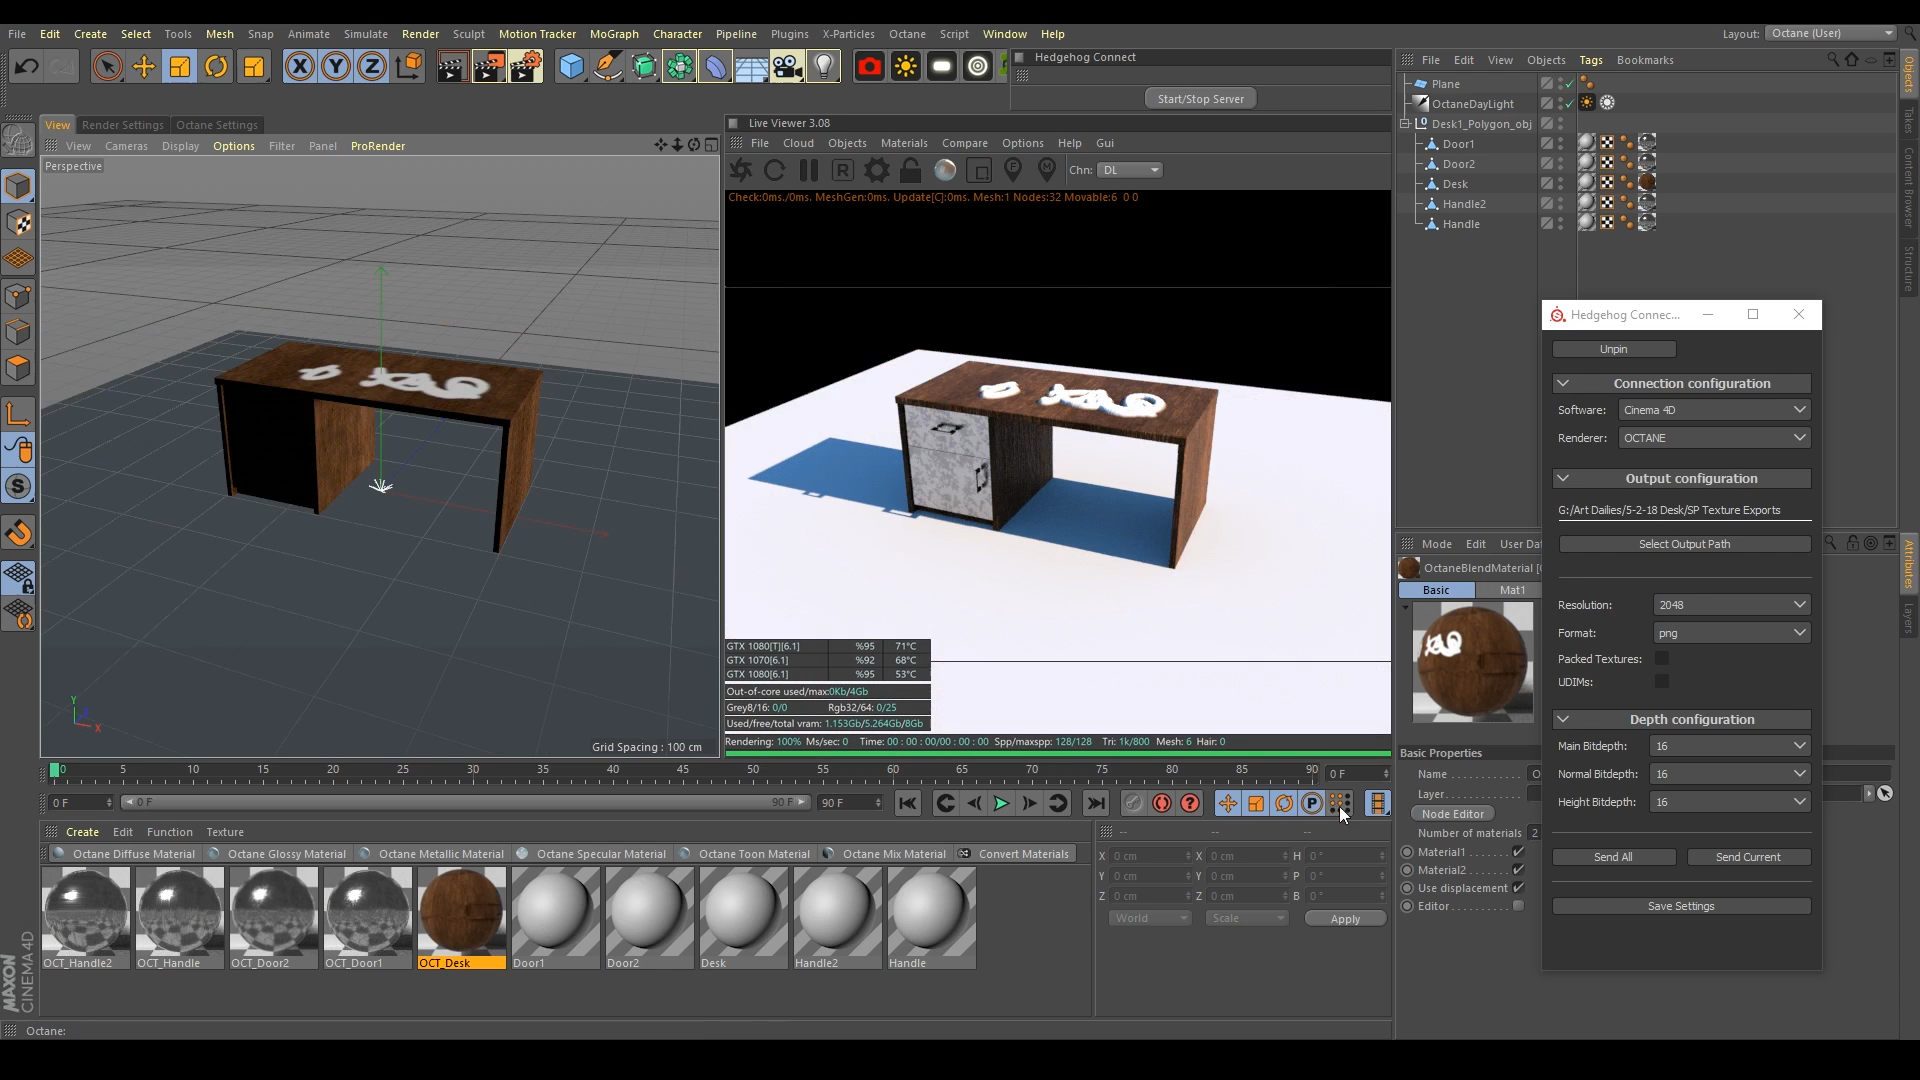 File Edit Create Select Tools Mesh Snap Animate Simulate Render Sculpt Motion Tracker MoGraph Character Pipeline Plugins X-Particles Octane Script Window Help
Layout: Octane (User)
Hedgehog Connect
Start/Stop Server
File Edit View Objects Tags Bookmarks
Plane
OctaneDayLight
Desk1_Polygon_obj
Door1
Door2
Desk
Handle2
Handle
Objects
Takes
Content Browser
Structure
View Render Settings Octane Settings
View Cameras Display Options Filter Panel ProRender
Perspective
Grid Spacing : 100 cm
Y
X
Live Viewer 3.08
File Cloud Objects Materials Compare Options Help Gui
Chn: DL
Check:0ms./0ms. MeshGen:0ms. Update[C]:0ms. Mesh:1 Nodes:32 Movable:6 0 0
GTX 1080[T][6.1] %95 71°C
GTX 1070[6.1] %92 68°C
GTX 1080[6.1] %95 53°C
Out-of-core used/max:0Kb/4Gb
Grey8/16: 0/0 Rgb32/64: 0/25
Used/free/total vram: 1.153Gb/5.264Gb/8Gb
Rendering: 100% Ms/sec: 0 Time: 00 : 00 : 00/00 : 00 : 00 Spp/maxspp: 128/128 Tri: 1k/800 Mesh: 6 Hair: 0
0 5 10 15 20 25 30 35 40 45 50 55 60 65 70 75 80 85 90 0 F
0 F 0 F 90 F 90 F
Create Edit Function Texture
Octane Diffuse Material Octane Glossy Material Octane Metallic Material Octane Specular Material Octane Toon Material Octane Mix Material Convert Materials
OCT_Handle2 OCT_Handle OCT_Door2 OCT_Door1 OCT_Desk Door1 Door2 Desk Handle2 Handle
MAXON
CINEMA 4D
Octane:
-- -- --
X 0 cm X 0 cm H 0 °
Y 0 cm Y 0 cm P 0 °
Z 0 cm Z 0 cm B 0 °
World Scale Apply
Mode Edit User Dat
OctaneBlendMaterial [
Basic Mat1
Basic Properties
Name
Layer
Node Editor
Number of materials 2
Material1
Material2
Use displacement
Editor
Attributes
Layers
Hedgehog Connec...
Unpin
Connection configuration
Software: Cinema 4D
Renderer: OCTANE
Output configuration
G:/Art Dailies/5-2-18 Desk/SP Texture Exports
Select Output Path
Resolution: 2048
Format: png
Packed Textures:
UDIMs:
Depth configuration
Main Bitdepth: 16
Normal Bitdepth: 16
Height Bitdepth: 16
Send All Send Current
Save Settings